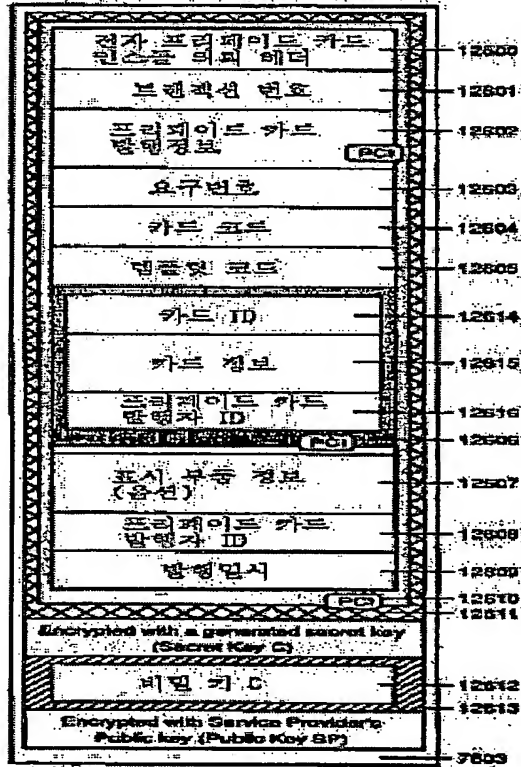 전자 프리페이드 카드
인스톨 의뢰 헤더
12600
트랜잭션 번호
12601
프리페이드 카드
발행정보
12602
PCI
요구번호
12603
카드 코드
12604
템플릿 코드
12605
카드 ID
12614
카드 정보
12615
프리페이드 카드
발행자 ID
12616
PCI
12606
표시 부품 정보
(옵션)
12607
프리페이드 카드
발행자 ID
12608
발행일시
12609
PCI
12610
12611
Encrypted with a generated secret key
(Secret Key C)
비밀 키 C
12612
12613
Encrypted with Service Provider's
Public key (Public Key SP)
7603